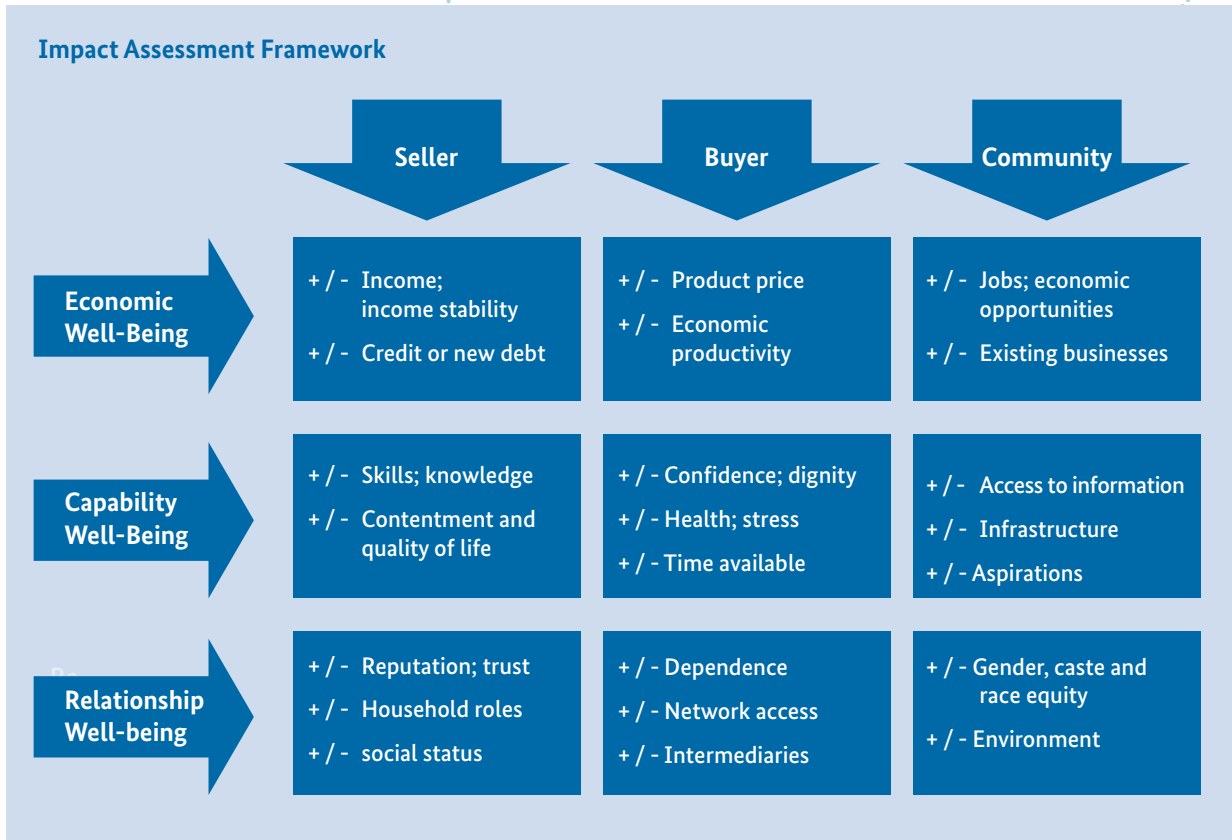 Impact Assessment Framework
Seller
Buyer
Community
Economic
Well-Being
+ / - Income;
income stability
+ / - Credit or new debt
+ / - Product price
+ / - Economic
productivity
+ / - Jobs; economic
opportunities
+ / - Existing businesses
Capability
Well-Being
+ / - Skills; knowledge
+ / - Contentment and
quality of life
+ / - Confidence; dignity
+ / - Health; stress
+ / - Time available
+ / - Access to information
+ / - Infrastructure
+ / - Aspirations
Relationship
Well-being
+ / - Reputation; trust
+ / - Household roles
+ / - social status
+ / - Dependence
+ / - Network access
+ / - Intermediaries
+ / - Gender, caste and
race equity
+ / - Environment